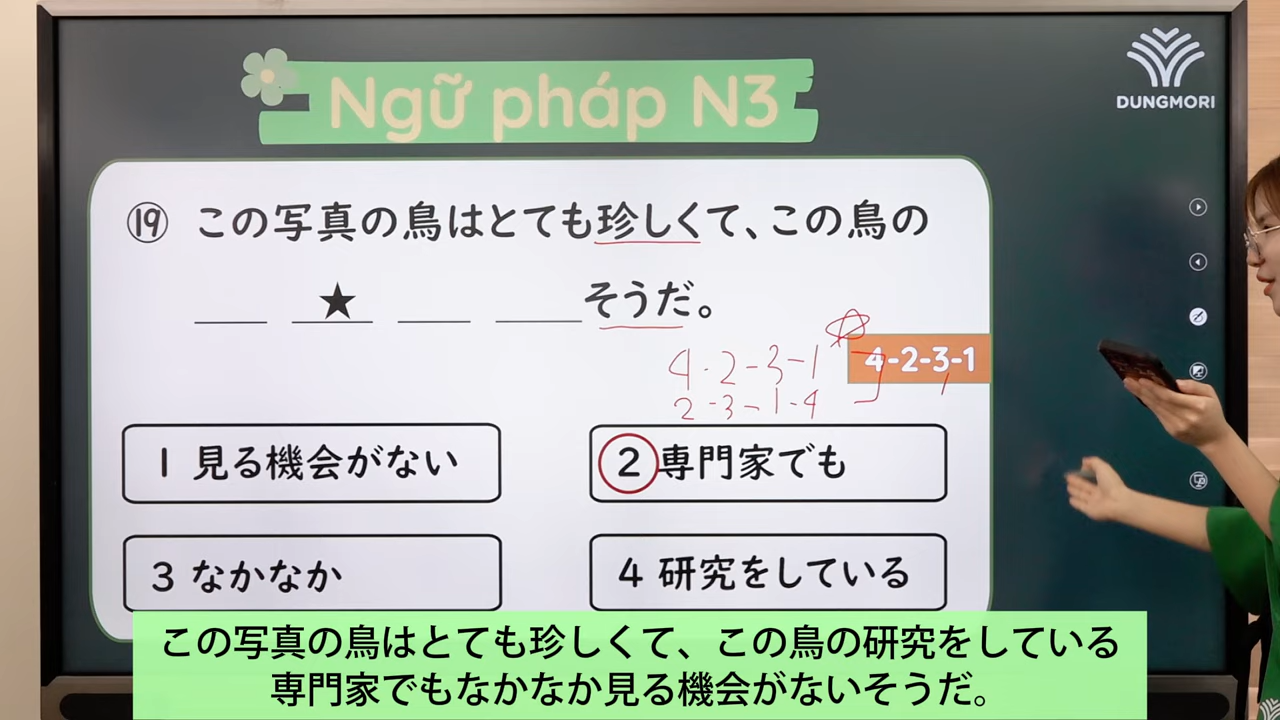 Ngữ pháp N3
DUNGMORI
⑲ この写真の鳥はとても珍しくて、この鳥の
★ そうだ。
4-2-3-1
4-2-3-1
2-3-1-4
1 見る機会がない
2 専門家でも
3 なかなか
4 研究をしている
この写真の鳥はとても珍しくて、この鳥の研究をしている
専門家でもなかなか見る機会がないそうだ。